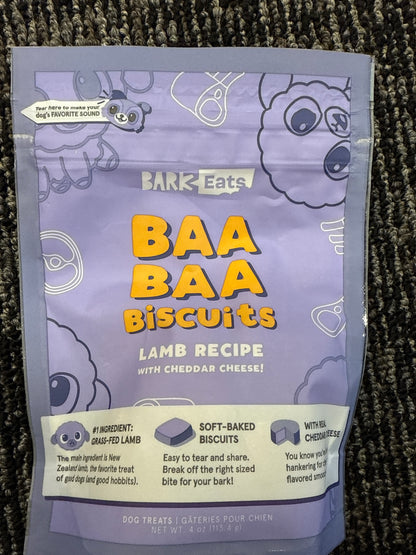 Tear here to make your
dog's FAVORITE SOUND
BARK Eats
BAA
BAA
Biscuits
LAMB RECIPE
WITH CHEDDAR CHEESE!
#1 INGREDIENT:
GRASS-FED LAMB
The main ingredient is New
Zealand lamb, the favorite treat
of good dogs (and good hobbits).
SOFT-BAKED
BISCUITS
Easy to tear and share.
Break off the right sized
bite for your bark!
WITH REAL
CHEDDAR CHEESE
You know you're
hankering for
flavored
DOG TREATS | GÂTERIES POUR CHIEN
NET WT. 4 OZ (113.4 g)